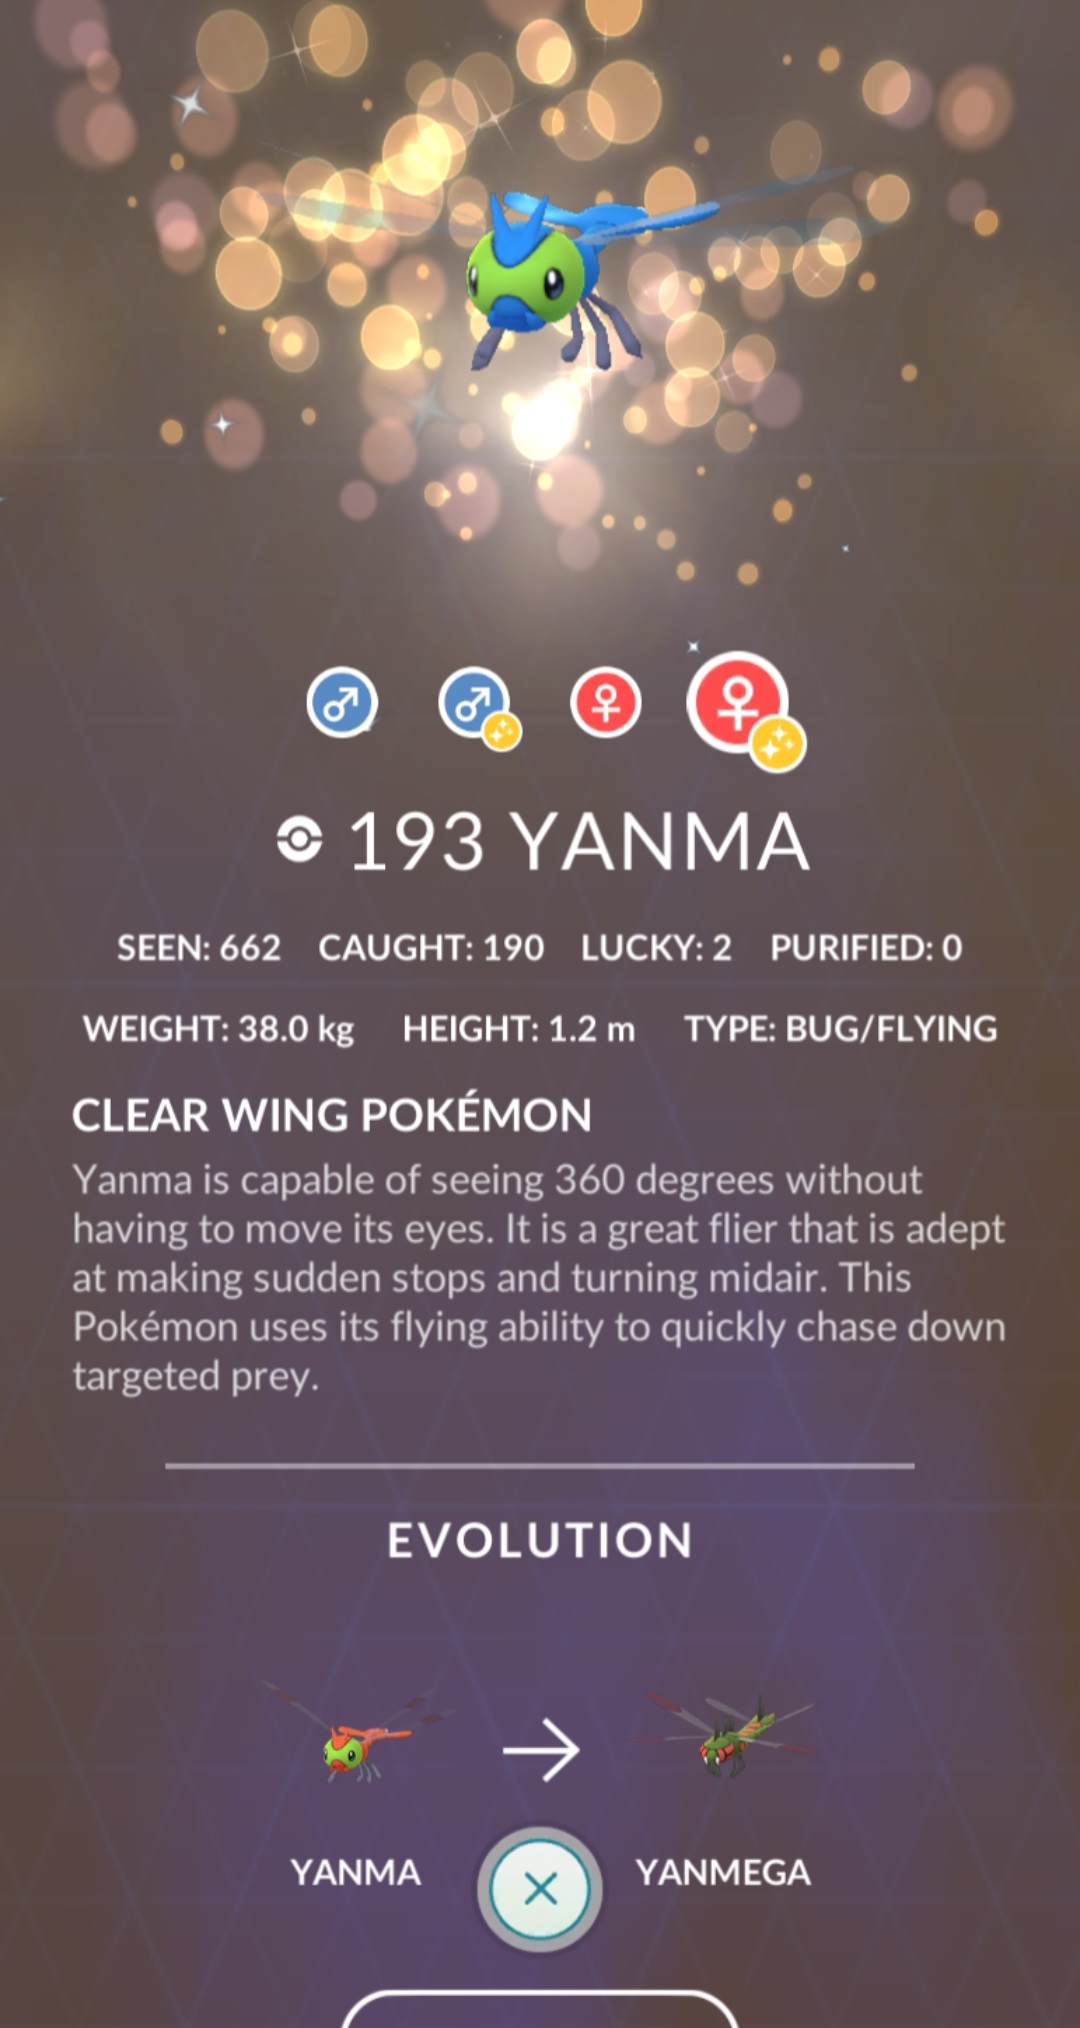 193 YANMA
SEEN: 662 CAUGHT: 190 LUCKY: 2 PURIFIED: 0
WEIGHT: 38.0 kg HEIGHT: 1.2 m TYPE: BUG/FLYING
CLEAR WING POKÉMON
Yanma is capable of seeing 360 degrees without
having to move its eyes. It is a great flier that is adept
at making sudden stops and turning midair. This
Pokémon uses its flying ability to quickly chase down
targeted prey.
EVOLUTION
YANMA YANMEGA